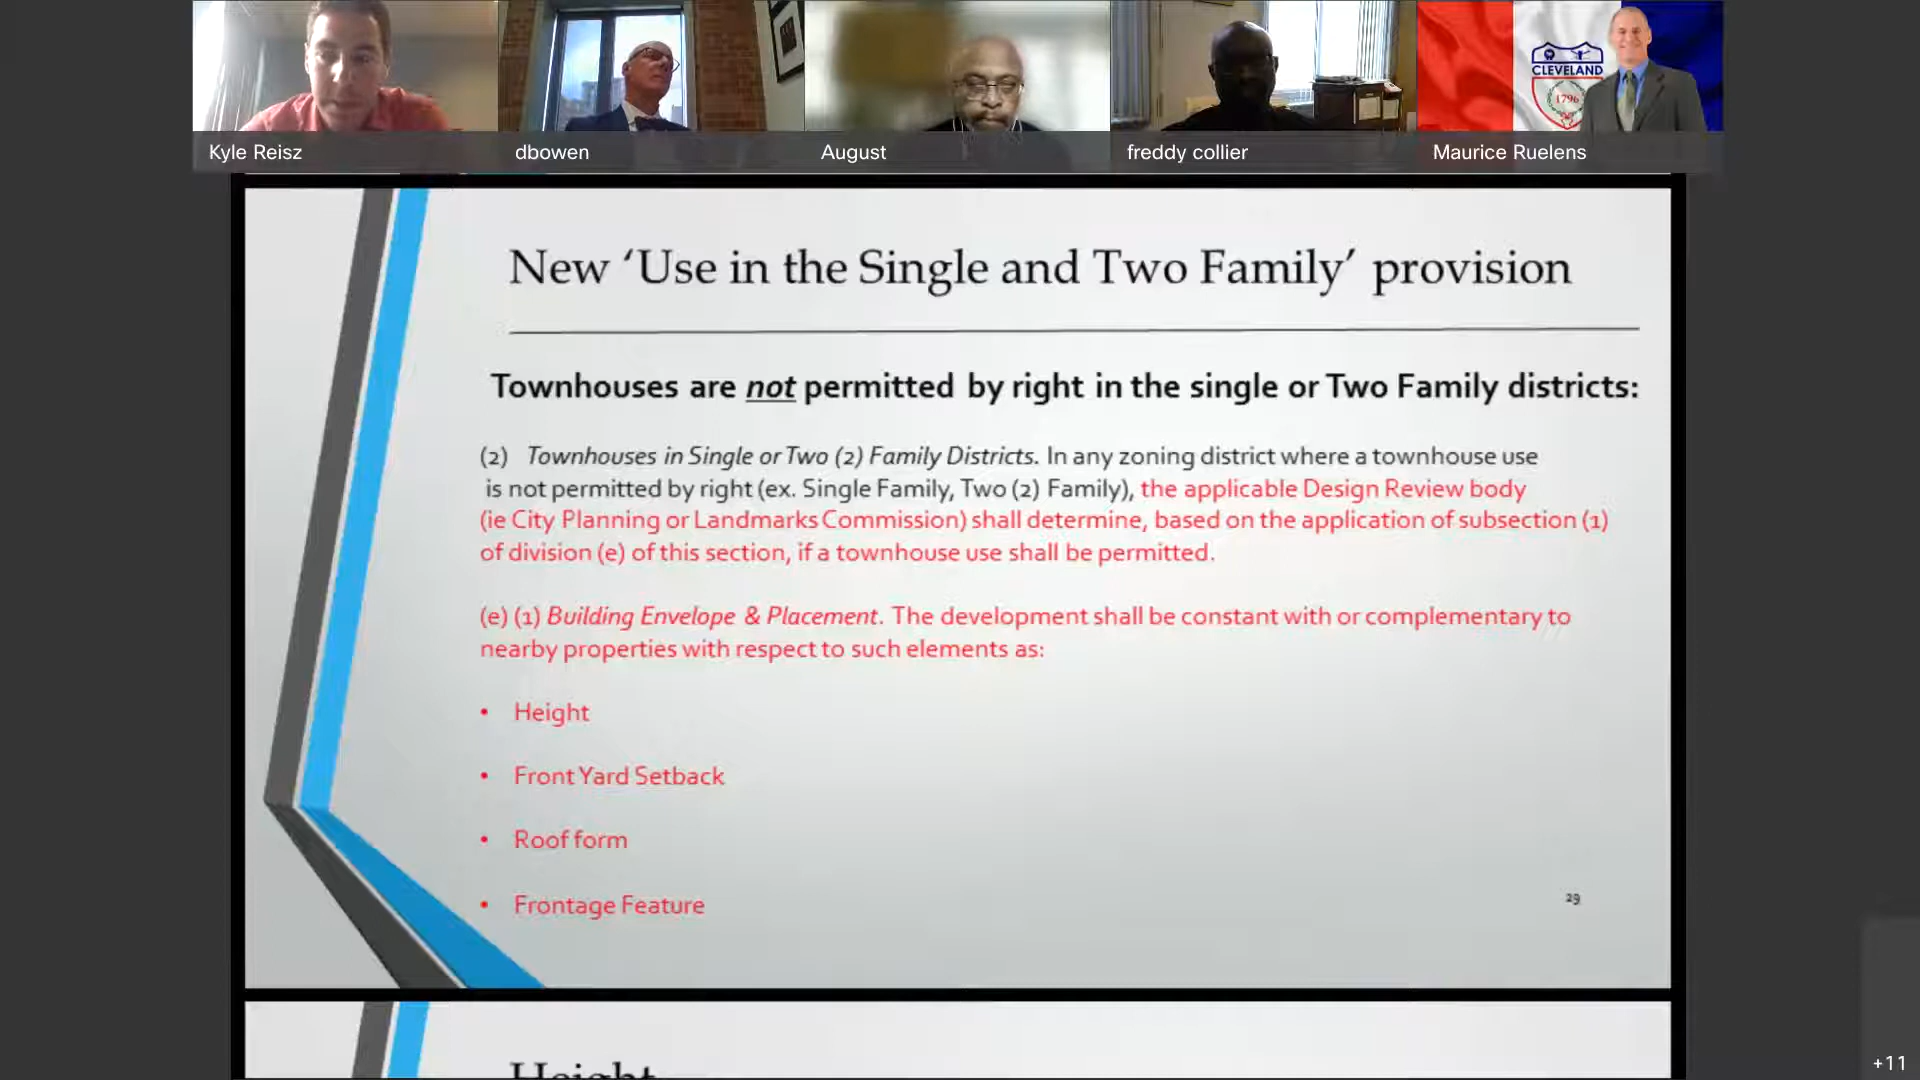 CLEVELAND
1796
Kyle Reisz
dbowen
August
freddy collier
Maurice Ruelens
New ‘Use in the Single and Two Family’ provision
Townhouses are not permitted by right in the single or Two Family districts:
(2) Townhouses in Single or Two (2) Family Districts. In any zoning district where a townhouse use
is not permitted by right (ex. Single Family, Two (2) Family), the applicable Design Review body
(ie City Planning or Landmarks Commission) shall determine, based on the application of subsection (1)
of division (e) of this section, if a townhouse use shall be permitted.
(e) (1) Building Envelope & Placement. The development shall be constant with or complementary to
nearby properties with respect to such elements as:
• Height
• Front Yard Setback
• Roof form
• Frontage Feature
29
Height
+11